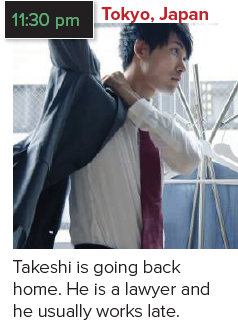 11:30 pm
Tokyo, Japan
Takeshi is going back
home. He is a lawyer and
he usually works late.